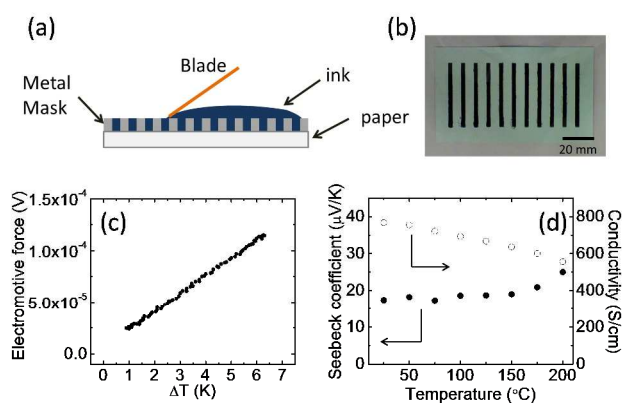 (a)
Blade
ink
Metal
Mask
paper
(b)
20 mm
Electromotive force (V)
1.5x10⁻⁴
1.0x10⁻⁴
5.0x10⁻⁵
0.0
(c)
0 1 2 3 4 5 6 7
ΔT (K)
Seebeck coefficient (μV/K)
40
30
20
10
0
(d)
800
600
400
200
0
Conductivity (S/cm)
50 100 150 200
Temperature (°C)